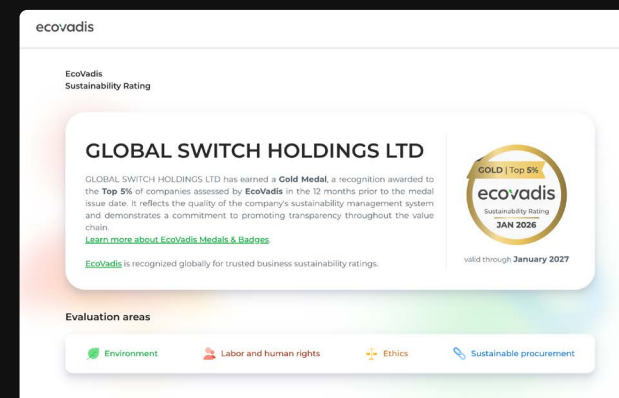 ecovadis
EcoVadis
Sustainability Rating
GLOBAL SWITCH HOLDINGS LTD
GLOBAL SWITCH HOLDINGS LTD has earned a Gold Medal, a recognition awarded to
the Top 5% of companies assessed by EcoVadis in the 12 months prior to the medal
issue date. It reflects the quality of the company's sustainability management system
and demonstrates a commitment to promoting transparency throughout the value
chain.
Learn more about EcoVadis Medals & Badges.
EcoVadis is recognized globally for trusted business sustainability ratings.
GOLD | Top 5%
ecovadis
Sustainability Rating
JAN 2026
valid through January 2027
Evaluation areas
Environment
Labor and human rights
Ethics
Sustainable procurement